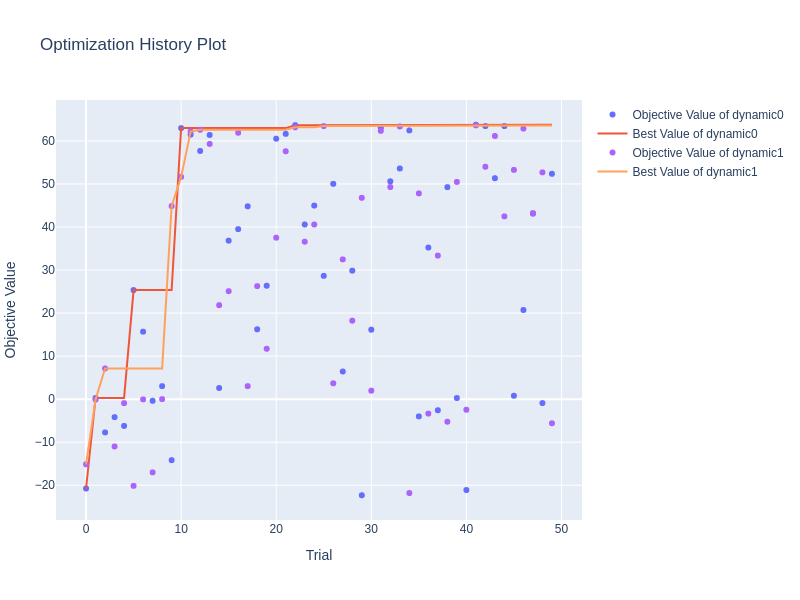 Optimization History Plot
Objective Value of dynamic0
Best Value of dynamic0
Objective Value of dynamic1
Best Value of dynamic1
60
50
40
30
20
10
0
−10
−20
Objective Value
0
10
20
30
40
50
Trial